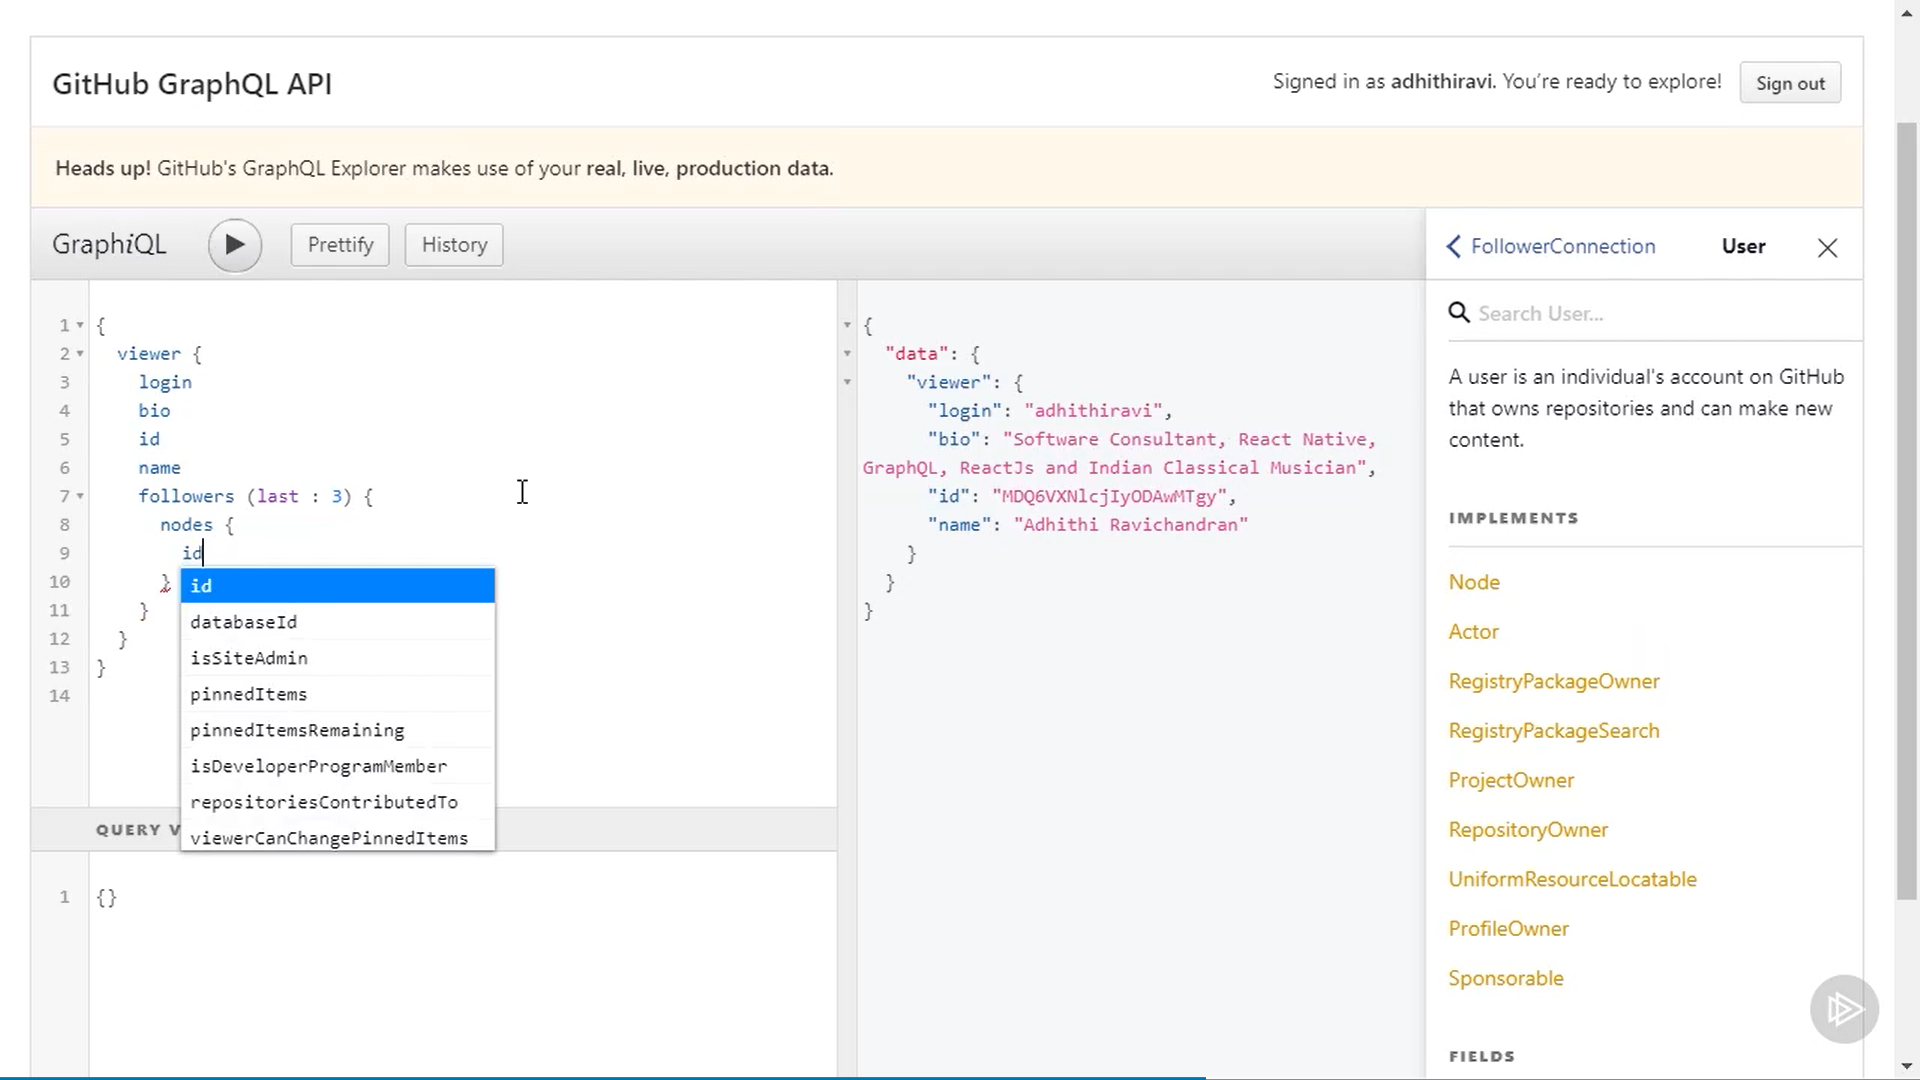 GitHub GraphQL API
Signed in as adhithiravi. You’re ready to explore!
Sign out
Heads up! GitHub's GraphQL Explorer makes use of your real, live, production data.
GraphiQL
Prettify
History
FollowerConnection
User
Search User...
A user is an individual's account on GitHub
that owns repositories and can make new
content.
IMPLEMENTS
Node
Actor
RegistryPackageOwner
RegistryPackageSearch
ProjectOwner
RepositoryOwner
UniformResourceLocatable
ProfileOwner
Sponsorable
FIELDS
1 {
2 viewer {
3 login
4 bio
5 id
6 name
7 followers (last : 3) {
8 nodes {
9 id
10 }
11 }
12 }
13 }
14
id
databaseId
isSiteAdmin
pinnedItems
pinnedItemsRemaining
isDeveloperProgramMember
repositoriesContributedTo
viewerCanChangePinnedItems
QUERY V
1 {}
{
"data": {
"viewer": {
"login": "adhithiravi",
"bio": "Software Consultant, React Native,
GraphQL, ReactJs and Indian Classical Musician",
"id": "MDQ6VXNlcjIyODAwMTgy",
"name": "Adhithi Ravichandran"
}
}
}